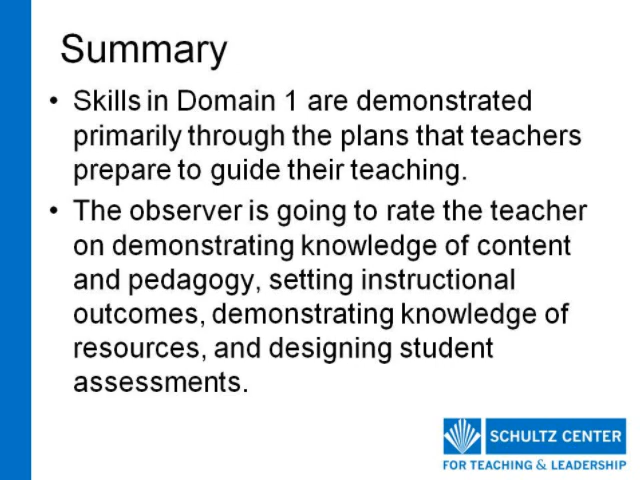 Summary
• Skills in Domain 1 are demonstrated
primarily through the plans that teachers
prepare to guide their teaching.
• The observer is going to rate the teacher
on demonstrating knowledge of content
and pedagogy, setting instructional
outcomes, demonstrating knowledge of
resources, and designing student
assessments.
SCHULTZ CENTER
FOR TEACHING & LEADERSHIP